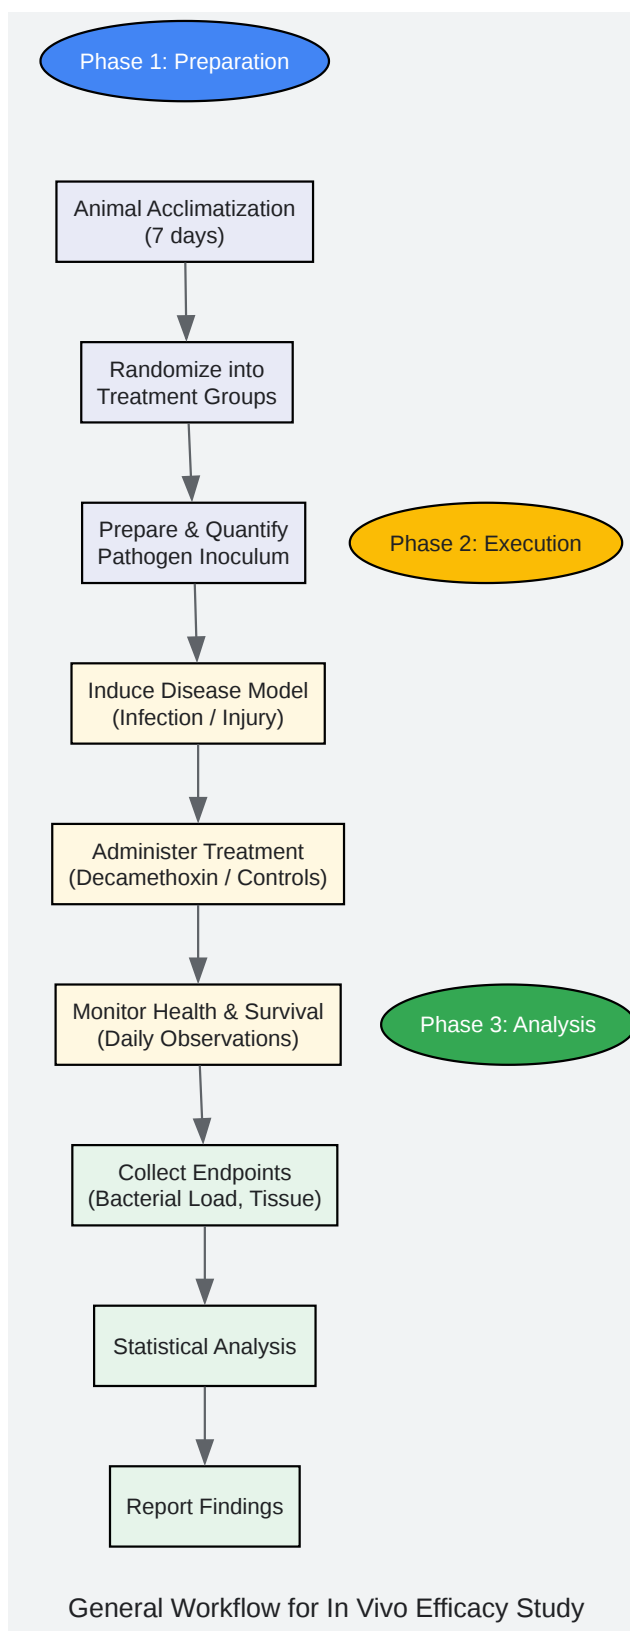 Phase 1: Preparation
Animal Acclimatization
(7 days)
Randomize into
Treatment Groups
Prepare & Quantify
Pathogen Inoculum
Phase 2: Execution
Induce Disease Model
(Infection / Injury)
Administer Treatment
(Decamethoxin / Controls)
Monitor Health & Survival
(Daily Observations)
Phase 3: Analysis
Collect Endpoints
(Bacterial Load, Tissue)
Statistical Analysis
Report Findings
General Workflow for In Vivo Efficacy Study